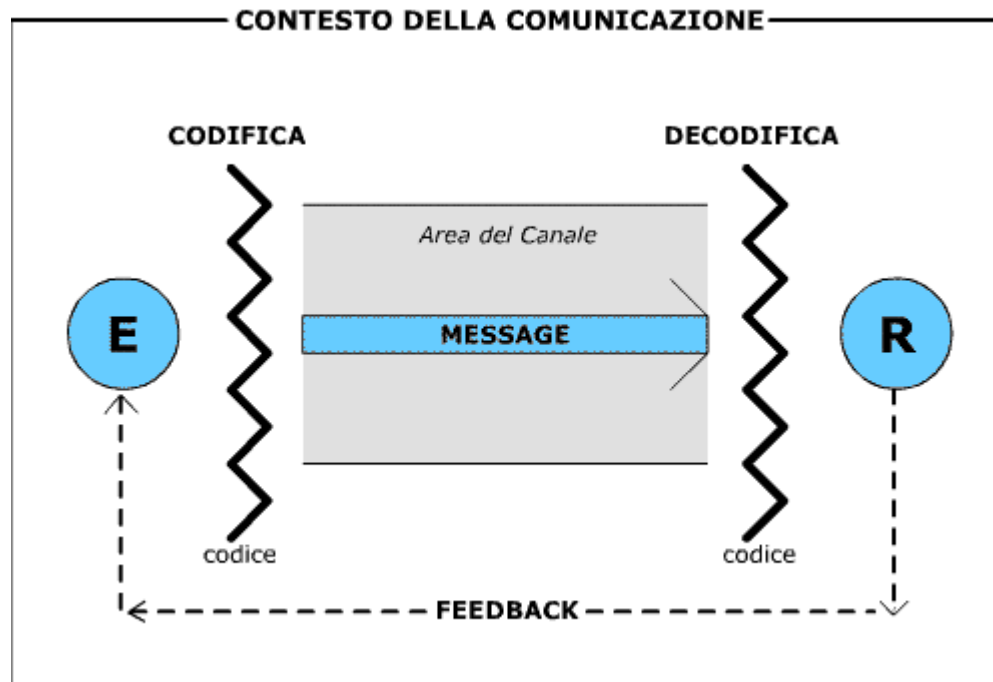 CONTESTO DELLA COMUNICAZIONE
CODIFICA
DECODIFICA
Area del Canale
E
MESSAGE
R
codice
codice
FEEDBACK